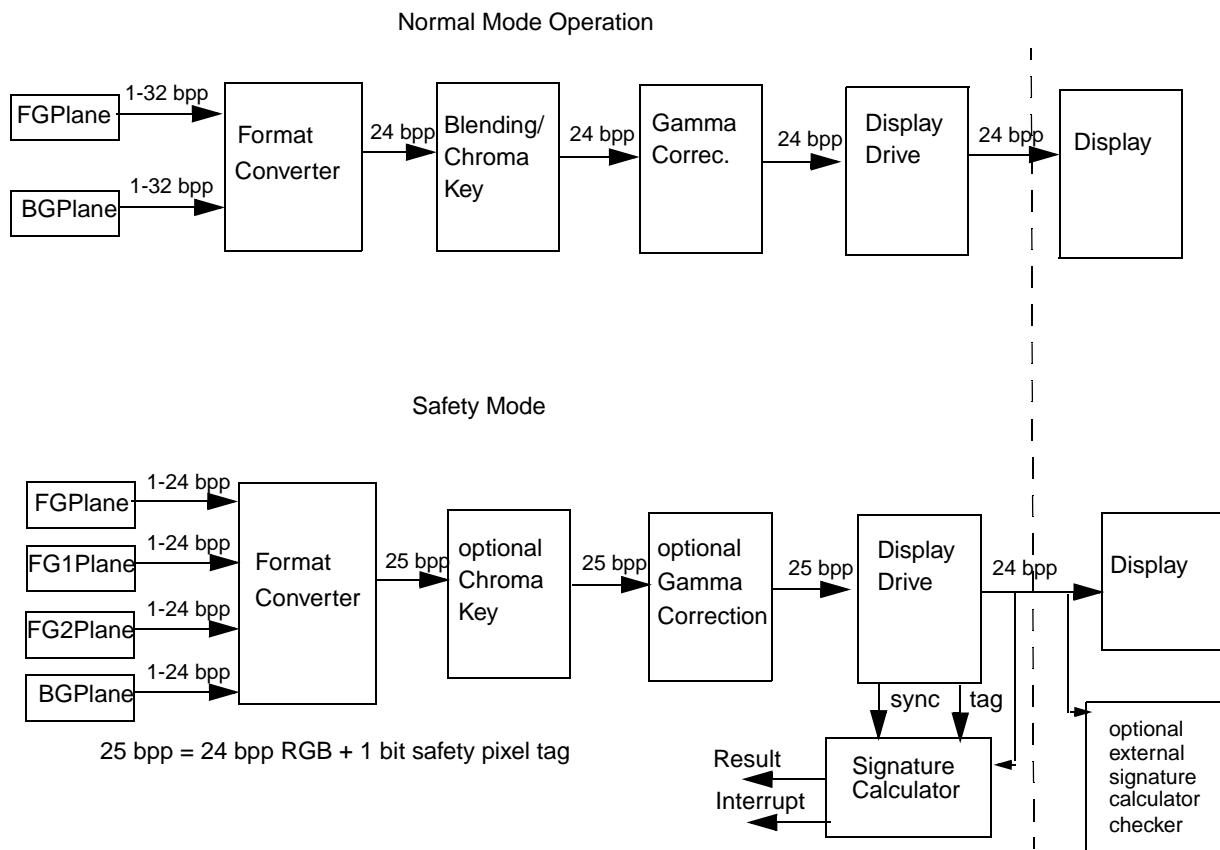 Normal Mode Operation
FGPlane
1-32 bpp
BGPlane
1-32 bpp
Format
Converter
24 bpp
Blending/
Chroma
Key
24 bpp
Gamma
Correc.
24 bpp
Display
Drive
24 bpp
Display
Safety Mode
FGPlane
1-24 bpp
FG1Plane
1-24 bpp
FG2Plane
1-24 bpp
BGPlane
1-24 bpp
Format
Converter
25 bpp
optional
Chroma
Key
25 bpp
optional
Gamma
Correction
25 bpp
Display
Drive
24 bpp
Display
sync
tag
25 bpp = 24 bpp RGB + 1 bit safety pixel tag
Result
Interrupt
Signature
Calculator
optional
external
signature
calculator
checker